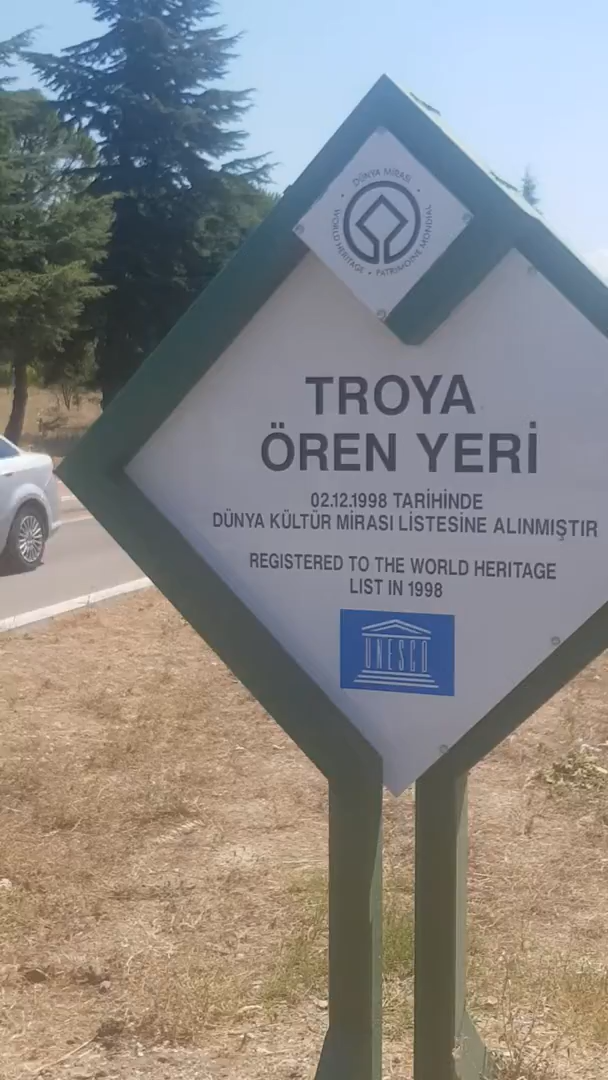 DÜNYA MİRASI
WORLD HERITAGE • PATRIMOINE MONDIAL
TROYA
ÖREN YERİ
02.12.1998 TARİHİNDE
DÜNYA KÜLTÜR MİRASI LİSTESİNE ALINMIŞTIR
REGISTERED TO THE WORLD HERITAGE
LIST IN 1998
UNESCO